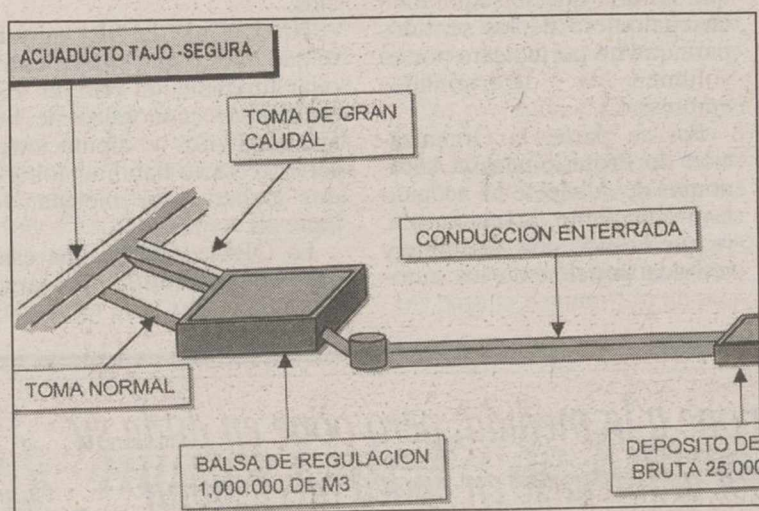 ACUADUCTO TAJO -SEGURA
TOMA DE GRAN
CAUDAL
CONDUCCION ENTERRADA
TOMA NORMAL
BALSA DE REGULACION
1,000.000 DE M3
DEPOSITO DE
BRUTA 25.000